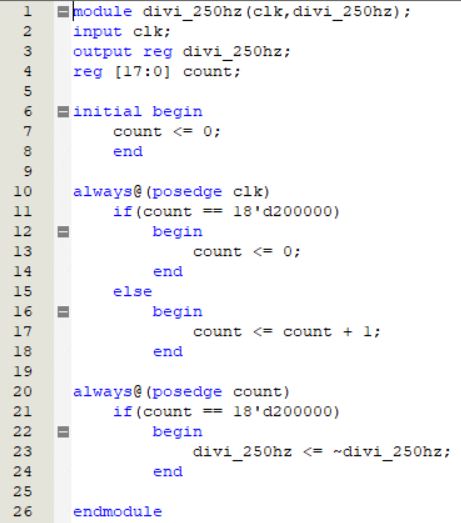 1 module divi_250hz(clk,divi_250hz);
2 input clk;
3 output reg divi_250hz;
4 reg [17:0] count;
5
6 initial begin
7     count <= 0;
8     end
9
10 always@(posedge clk)
11     if(count == 18'd200000)
12         begin
13             count <= 0;
14         end
15     else
16         begin
17             count <= count + 1;
18         end
19
20 always@(posedge count)
21     if(count == 18'd200000)
22         begin
23             divi_250hz <= ~divi_250hz;
24         end
25
26 endmodule